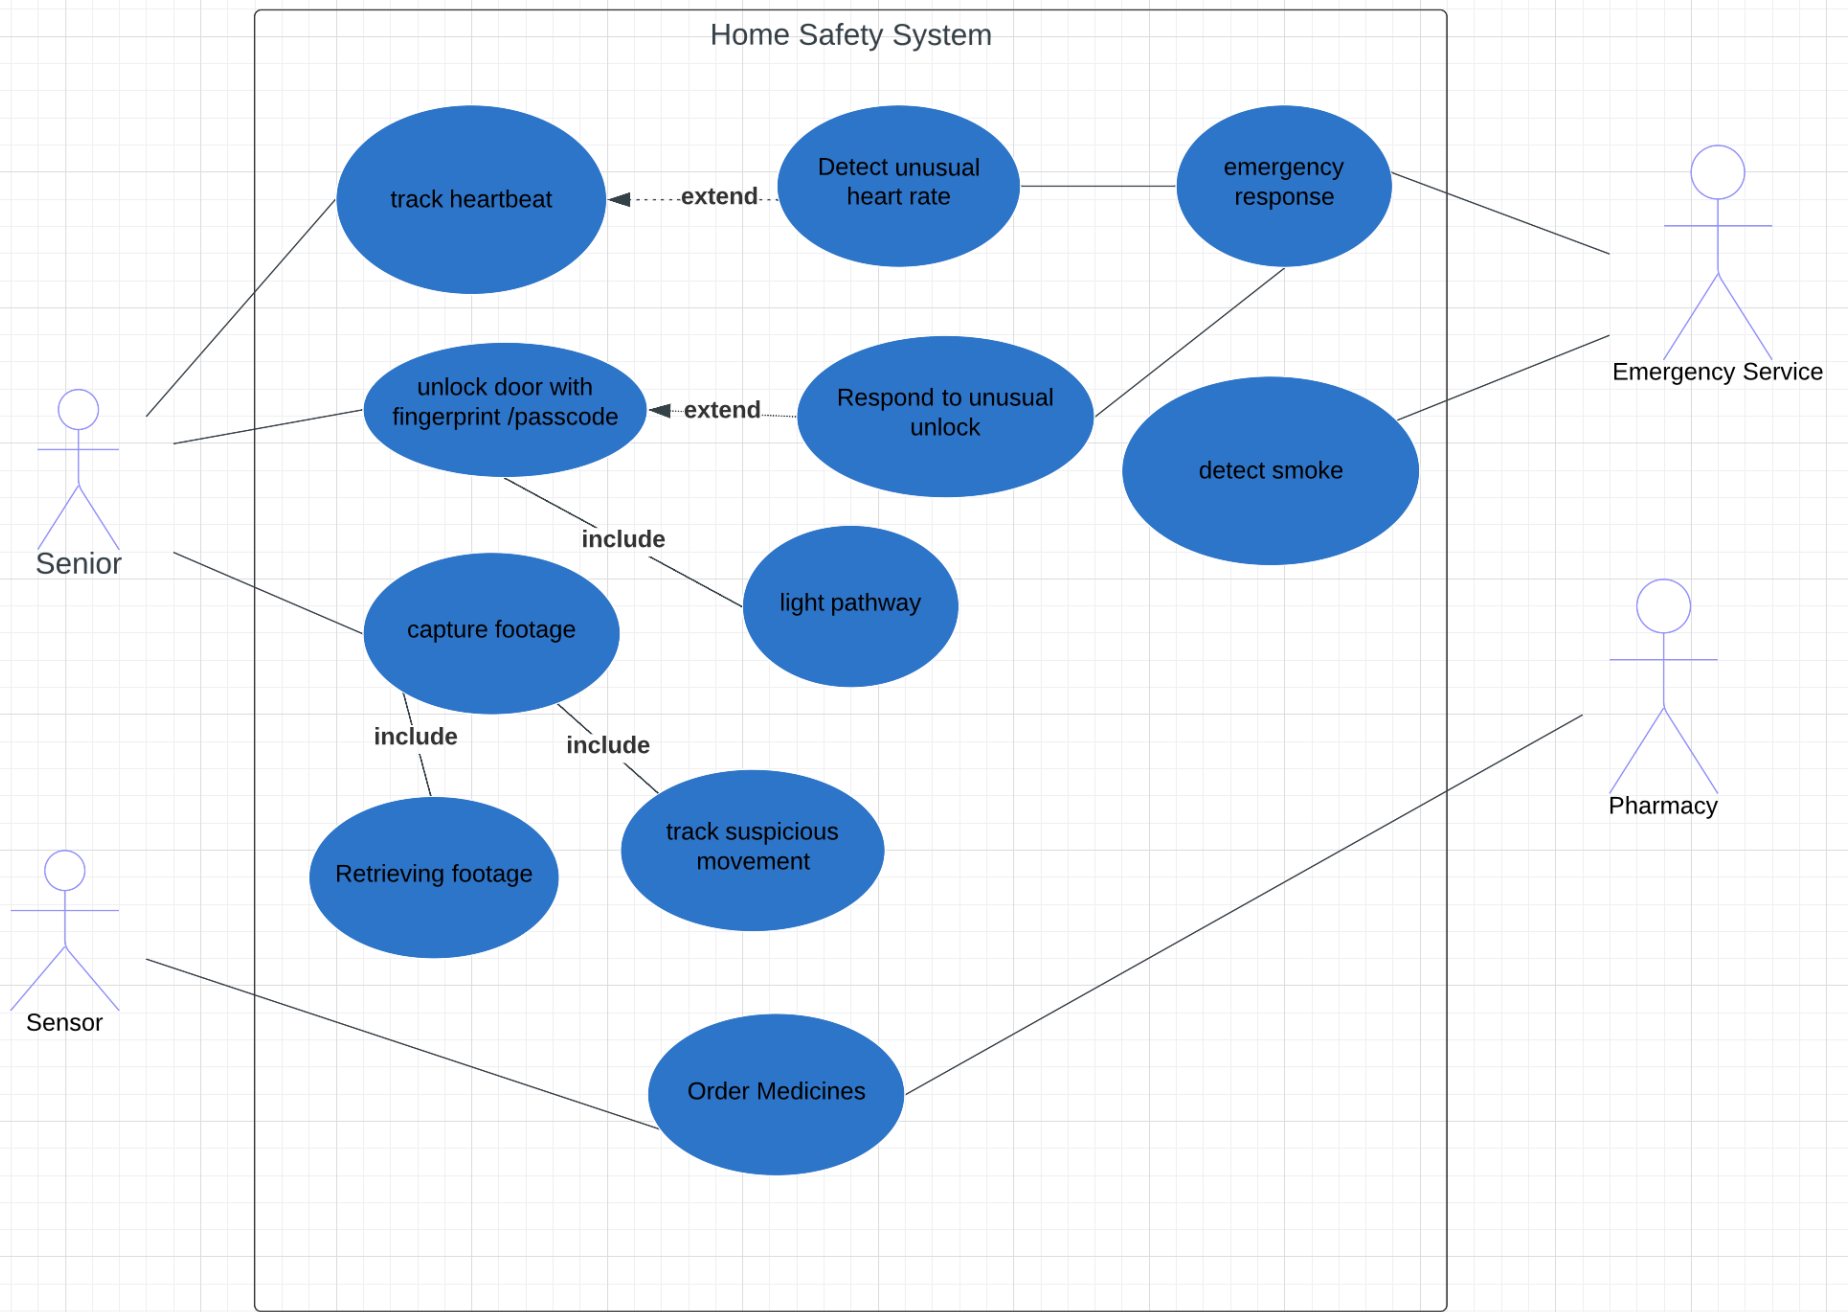 Home Safety System
track heartbeat
extend
Detect unusual
heart rate
emergency
response
Emergency Service
unlock door with
fingerprint /passcode
extend
Respond to unusual
unlock
detect smoke
Senior
include
light pathway
capture footage
include
include
track suspicious
movement
Retrieving footage
Pharmacy
Sensor
Order Medicines